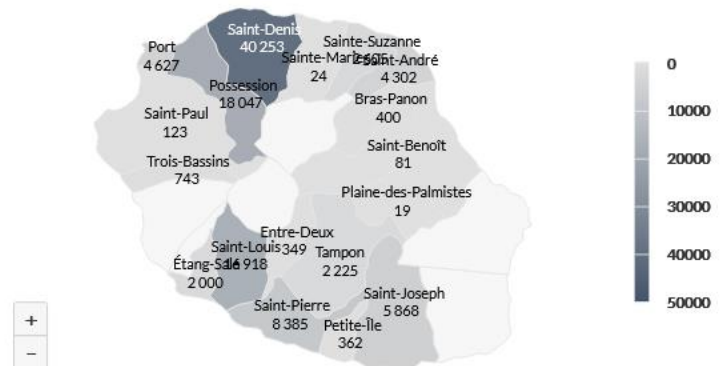 Saint-Denis
40 253
Sainte-Suzanne
Port
4 627
Sainte-Marie
24
Saint-André
4 302
Possession
18 047
Bras-Panon
400
Saint-Paul
123
Saint-Benoît
81
Trois-Bassins
743
Plaine-des-Palmistes
19
Entre-Deux
349
Saint-Louis
16 918
Tampon
2 225
Étang-Salé
2 000
Saint-Joseph
5 868
Saint-Pierre
8 385
Petite-Île
362
0
10000
20000
30000
40000
50000
+
−